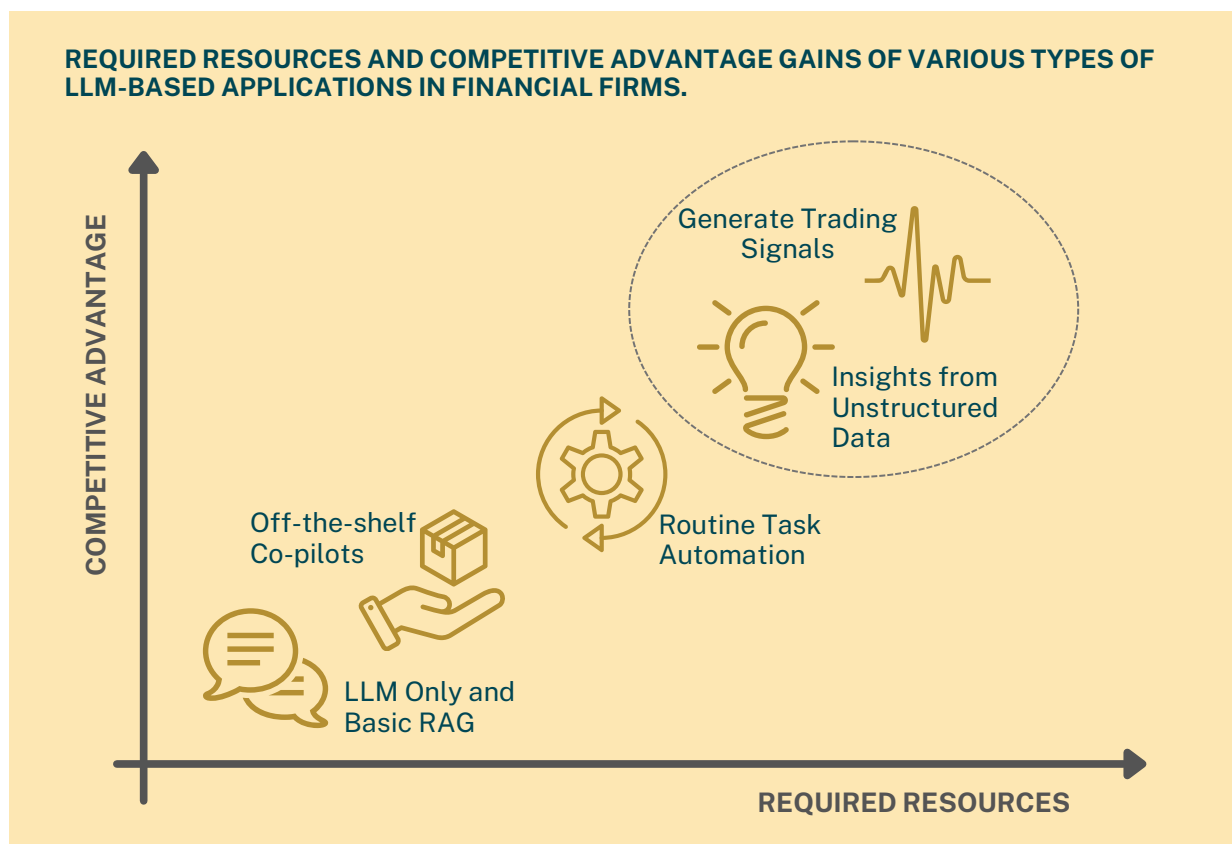 REQUIRED RESOURCES AND COMPETITIVE ADVANTAGE GAINS OF VARIOUS TYPES OF
LLM-BASED APPLICATIONS IN FINANCIAL FIRMS.
COMPETITIVE ADVANTAGE
Generate Trading
Signals
Insights from
Unstructured
Data
Routine Task
Automation
Off-the-shelf
Co-pilots
LLM Only and
Basic RAG
REQUIRED RESOURCES